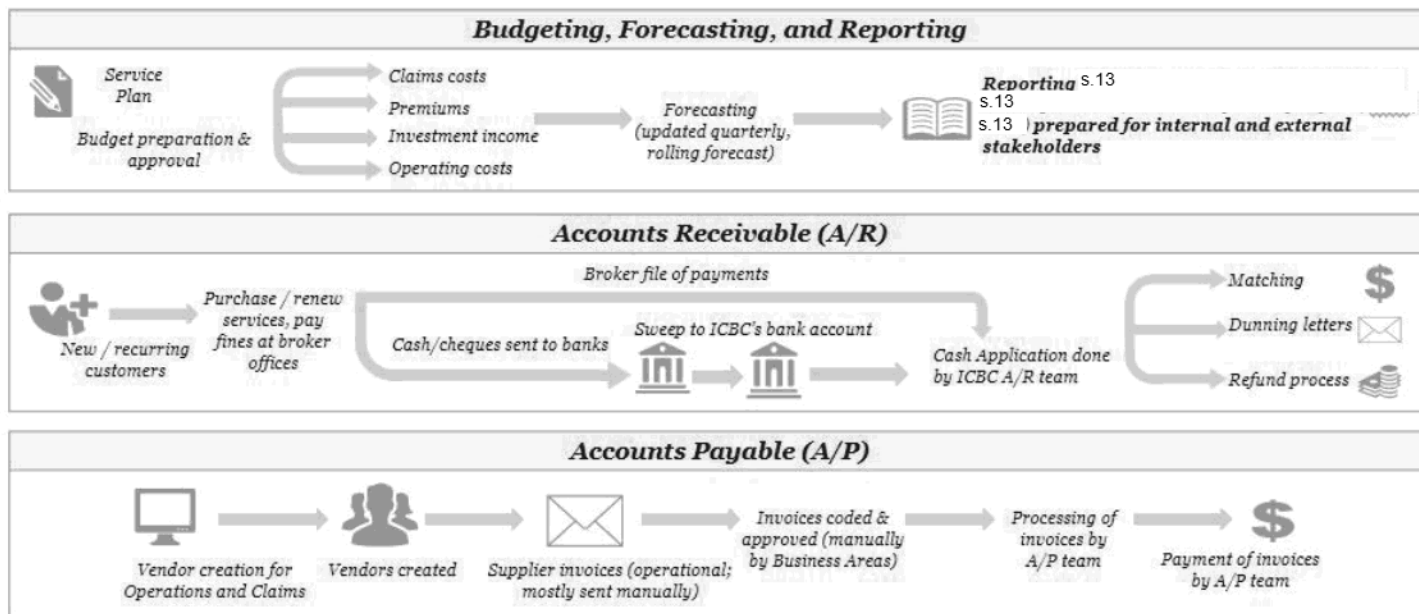 Budgeting, Forecasting, and Reporting
Service
Plan
Budget preparation &
approval
Claims costs
Premiums
Investment income
Operating costs
Forecasting
(updated quarterly,
rolling forecast)
Reporting s.13
s.13
s.13 ) prepared for internal and external
stakeholders
Accounts Receivable (A/R)
New / recurring
customers
Purchase / renew
services, pay
fines at broker
offices
Broker file of payments
Cash/cheques sent to banks
Sweep to ICBC's bank account
Cash Application done
by ICBC A/R team
Matching
$
Dunning letters
Refund process
Accounts Payable (A/P)
Vendor creation for
Operations and Claims
Vendors created
Supplier invoices (operational;
mostly sent manually)
Invoices coded &
approved (manually
by Business Areas)
Processing of
invoices by
A/P team
$
Payment of invoices
by A/P team